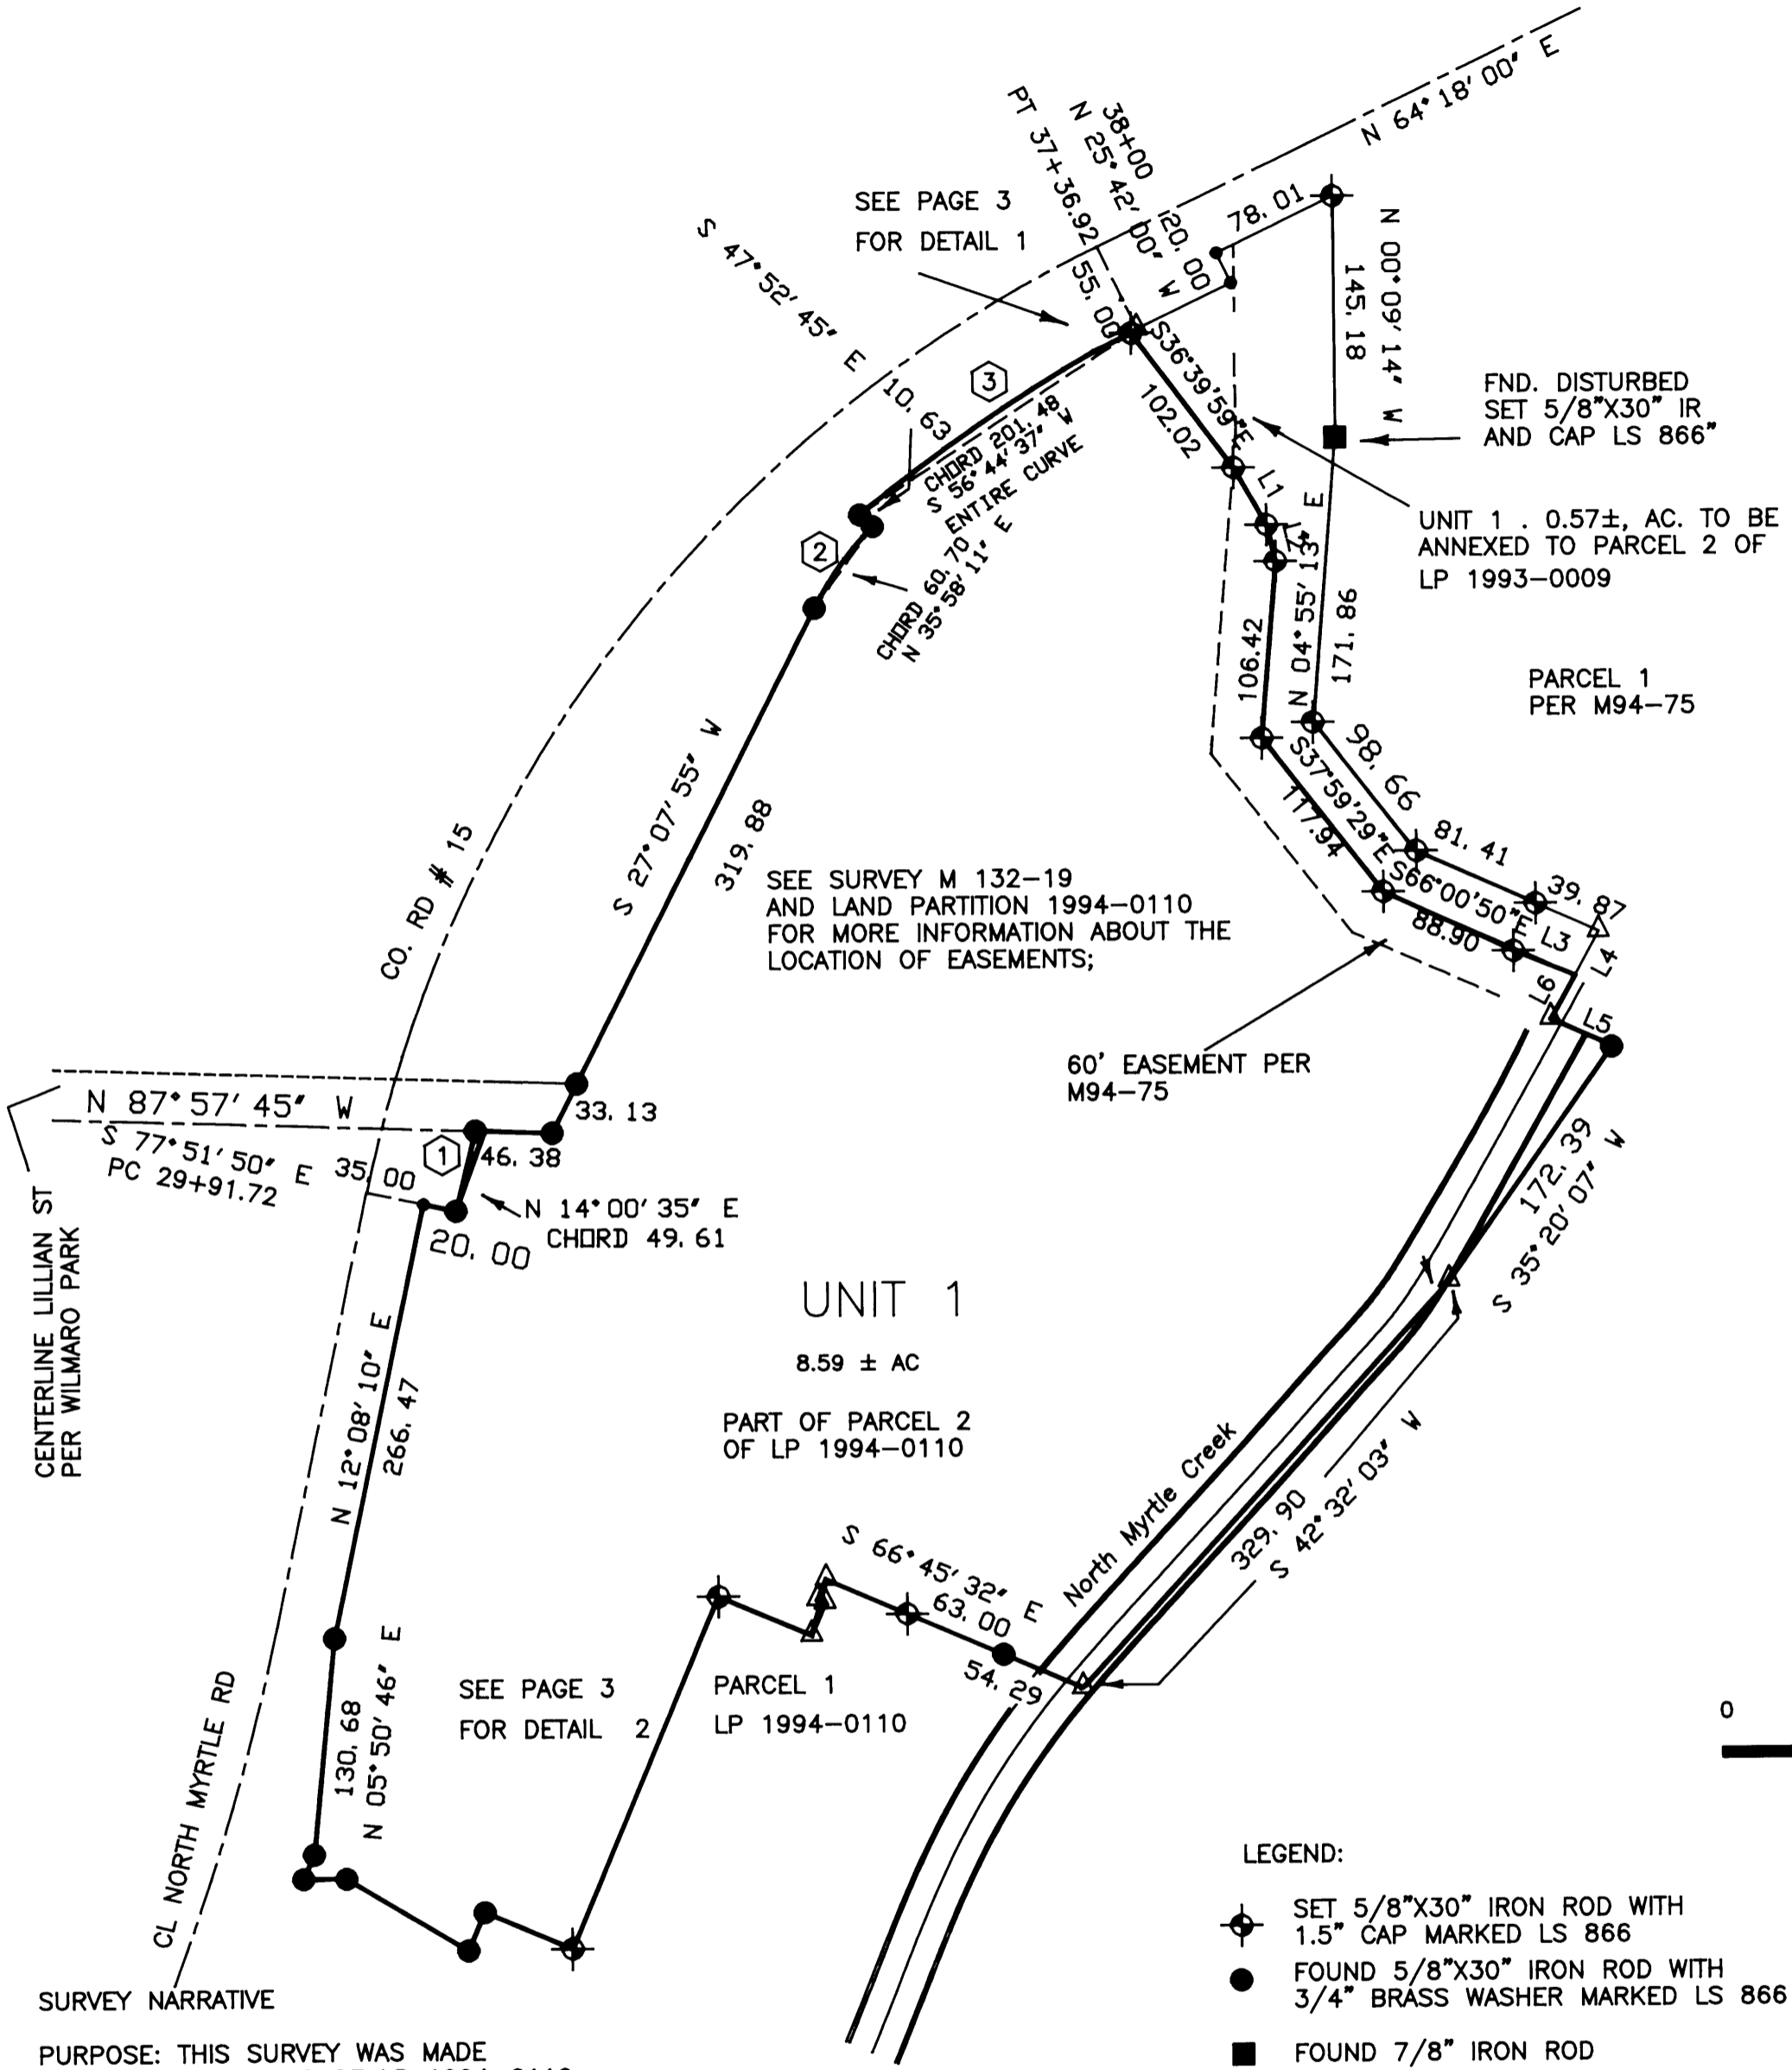 N 64°18'00" E
38+00
N 25°42'00" W
PT 37+36.92
20.00
55.00
78.01
SEE PAGE 3
FOR DETAIL 1
S 47°52'45" E
10.63
3
CHORD 201.48
S 56°44'37" W
ENTIRE CURVE
2
CHORD 60.70
N 35°58'11" E
S36°39'59"E
102.02
N 00°09'14" W
145.18
FND. DISTURBED
SET 5/8"X30" IR
AND CAP LS 866"
L1
UNIT 1 . 0.57±, AC. TO BE
ANNEXED TO PARCEL 2 OF
LP 1993-0009
N 04°55'13" E
171.86
106.42
PARCEL 1
PER M94-75
98.66
S37°59'29"E
117.94
81.41
S66°00'50"E
88.90
39.87
L3
L4
L6
L5
S 27°07'55" W
319.88
CO. RD # 15
SEE SURVEY M 132-19
AND LAND PARTITION 1994-0110
FOR MORE INFORMATION ABOUT THE
LOCATION OF EASEMENTS;
60' EASEMENT PER
M94-75
N 87°57'45" W
33.13
S 77°51'50" E 35.00
PC 29+91.72
1
46.38
N 14°00'35" E
CHORD 49.61
20.00
CENTERLINE LILLIAN ST
PER WILMARO PARK
172.39
S 35°20'07" W
UNIT 1
8.59 ± AC
PART OF PARCEL 2
OF LP 1994-0110
N 12°08'10" E
266.47
North Myrtle Creek
329.90
S 42°32'03" W
S 66°45'32" E
63.00
54.29
SEE PAGE 3
FOR DETAIL 2
PARCEL 1
LP 1994-0110
130.68
N 05°50'46" E
CL NORTH MYRTLE RD
0
LEGEND:
SET 5/8"X30" IRON ROD WITH
1.5" CAP MARKED LS 866
FOUND 5/8"X30" IRON ROD WITH
3/4" BRASS WASHER MARKED LS 866
FOUND 7/8" IRON ROD
SURVEY NARRATIVE
PURPOSE: THIS SURVEY WAS MADE